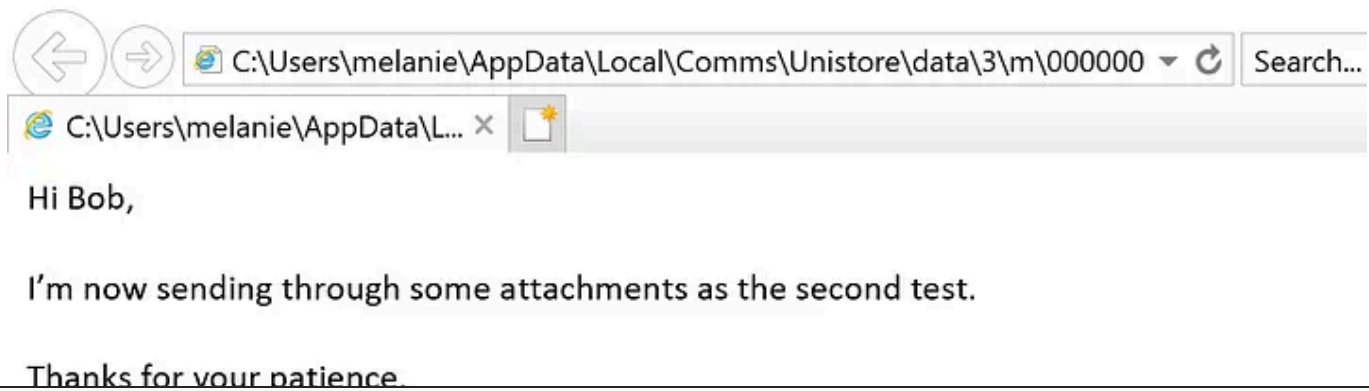 C:\Users\melanie\AppData\Local\Comms\Unistore\data\3\m\000000 Search...
C:\Users\melanie\AppData\L...
Hi Bob,
I'm now sending through some attachments as the second test.
Thanks for your patience.